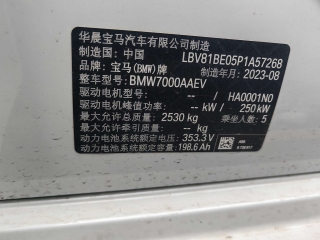 华晨宝马汽车有限公司制造
制造国: 中国 LBV81BE05P1A57268
品牌: 宝马(BMW)牌 制造年月: 2023-08
整车型号: BMW7000AAEV
驱动电机型号: -- / HA0001N0
驱动电机峰值功率: -- kW / 250 kW
最大允许总质量: 2530 kg 乘坐人数: 5
最大允许牵引质量: -- kg
动力电池系统额定电压: 353.3V
动力电池系统额定容量: 198.6 Ah